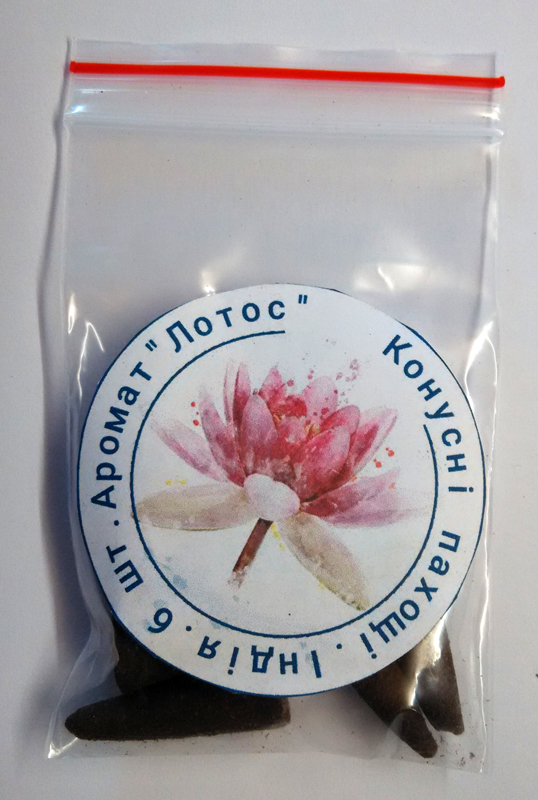 Конусні пахощі. Індія. 6 шт. Аромат "Лотос"